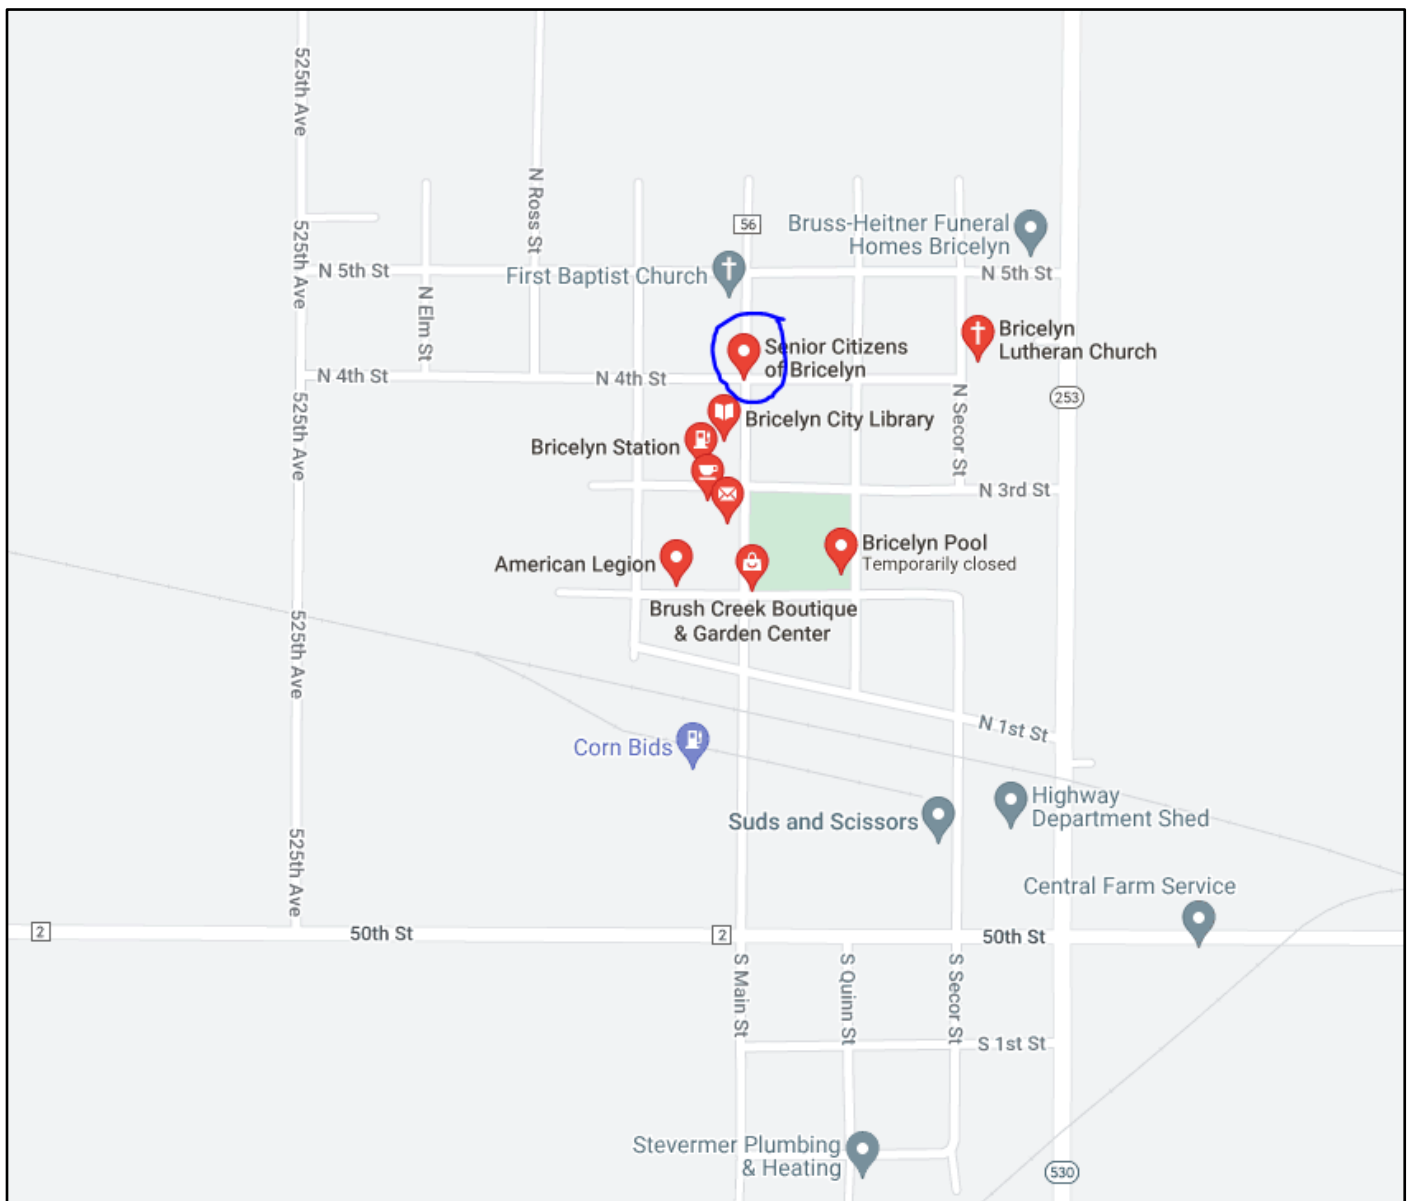 525th Ave
N Ross St
525th Ave
56
Bruss-Heitner Funeral
Homes Bricelyn
N 5th St
First Baptist Church
N 5th St
N Elm St
Senior Citizens
of Bricelyn
Bricelyn
Lutheran Church
N 4th St
N 4th St
525th Ave
N Secor St
253
Bricelyn City Library
Bricelyn Station
N 3rd St
American Legion
Bricelyn Pool
Temporarily closed
Brush Creek Boutique
& Garden Center
525th Ave
N 1st St
Corn Bids
Highway
Department Shed
Suds and Scissors
525th Ave
Central Farm Service
2
50th St
2
50th St
S Main St
S Quinn St
S Secor St
S 1st St
Stevermer Plumbing
& Heating
530